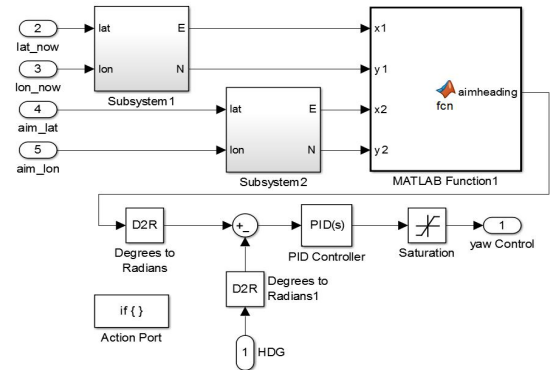 2
lat_now
3
lon_now
4
aim_lat
5
aim_lon
lat
E
lon
N
Subsystem1
lat
E
lon
N
Subsystem2
x1
y1
x2
y2
fcn
aimheading
MATLAB Function1
D2R
Degrees to
Radians
+
−
PID(s)
PID Controller
Saturation
1
yaw Control
D2R
Degrees to
Radians1
if { }
Action Port
1
HDG